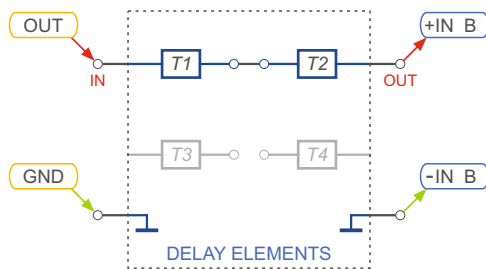 OUT
+IN B
T1
T2
IN
OUT
T3
T4
GND
-IN B
DELAY ELEMENTS